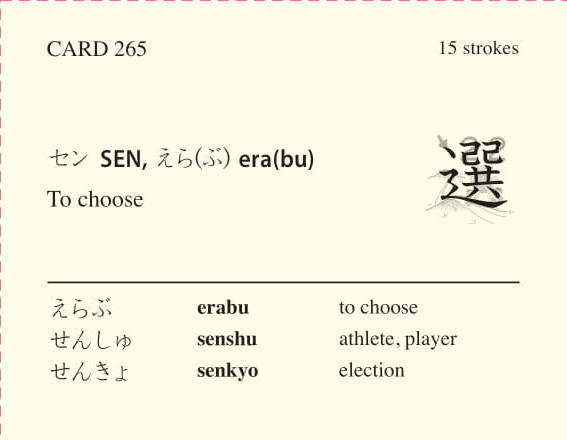 CARD 265 15 strokes
セン SEN, えら(ぶ) era(bu) 選
To choose
えらぶ erabu to choose
せんしゅ senshu athlete, player
せんきょ senkyo election